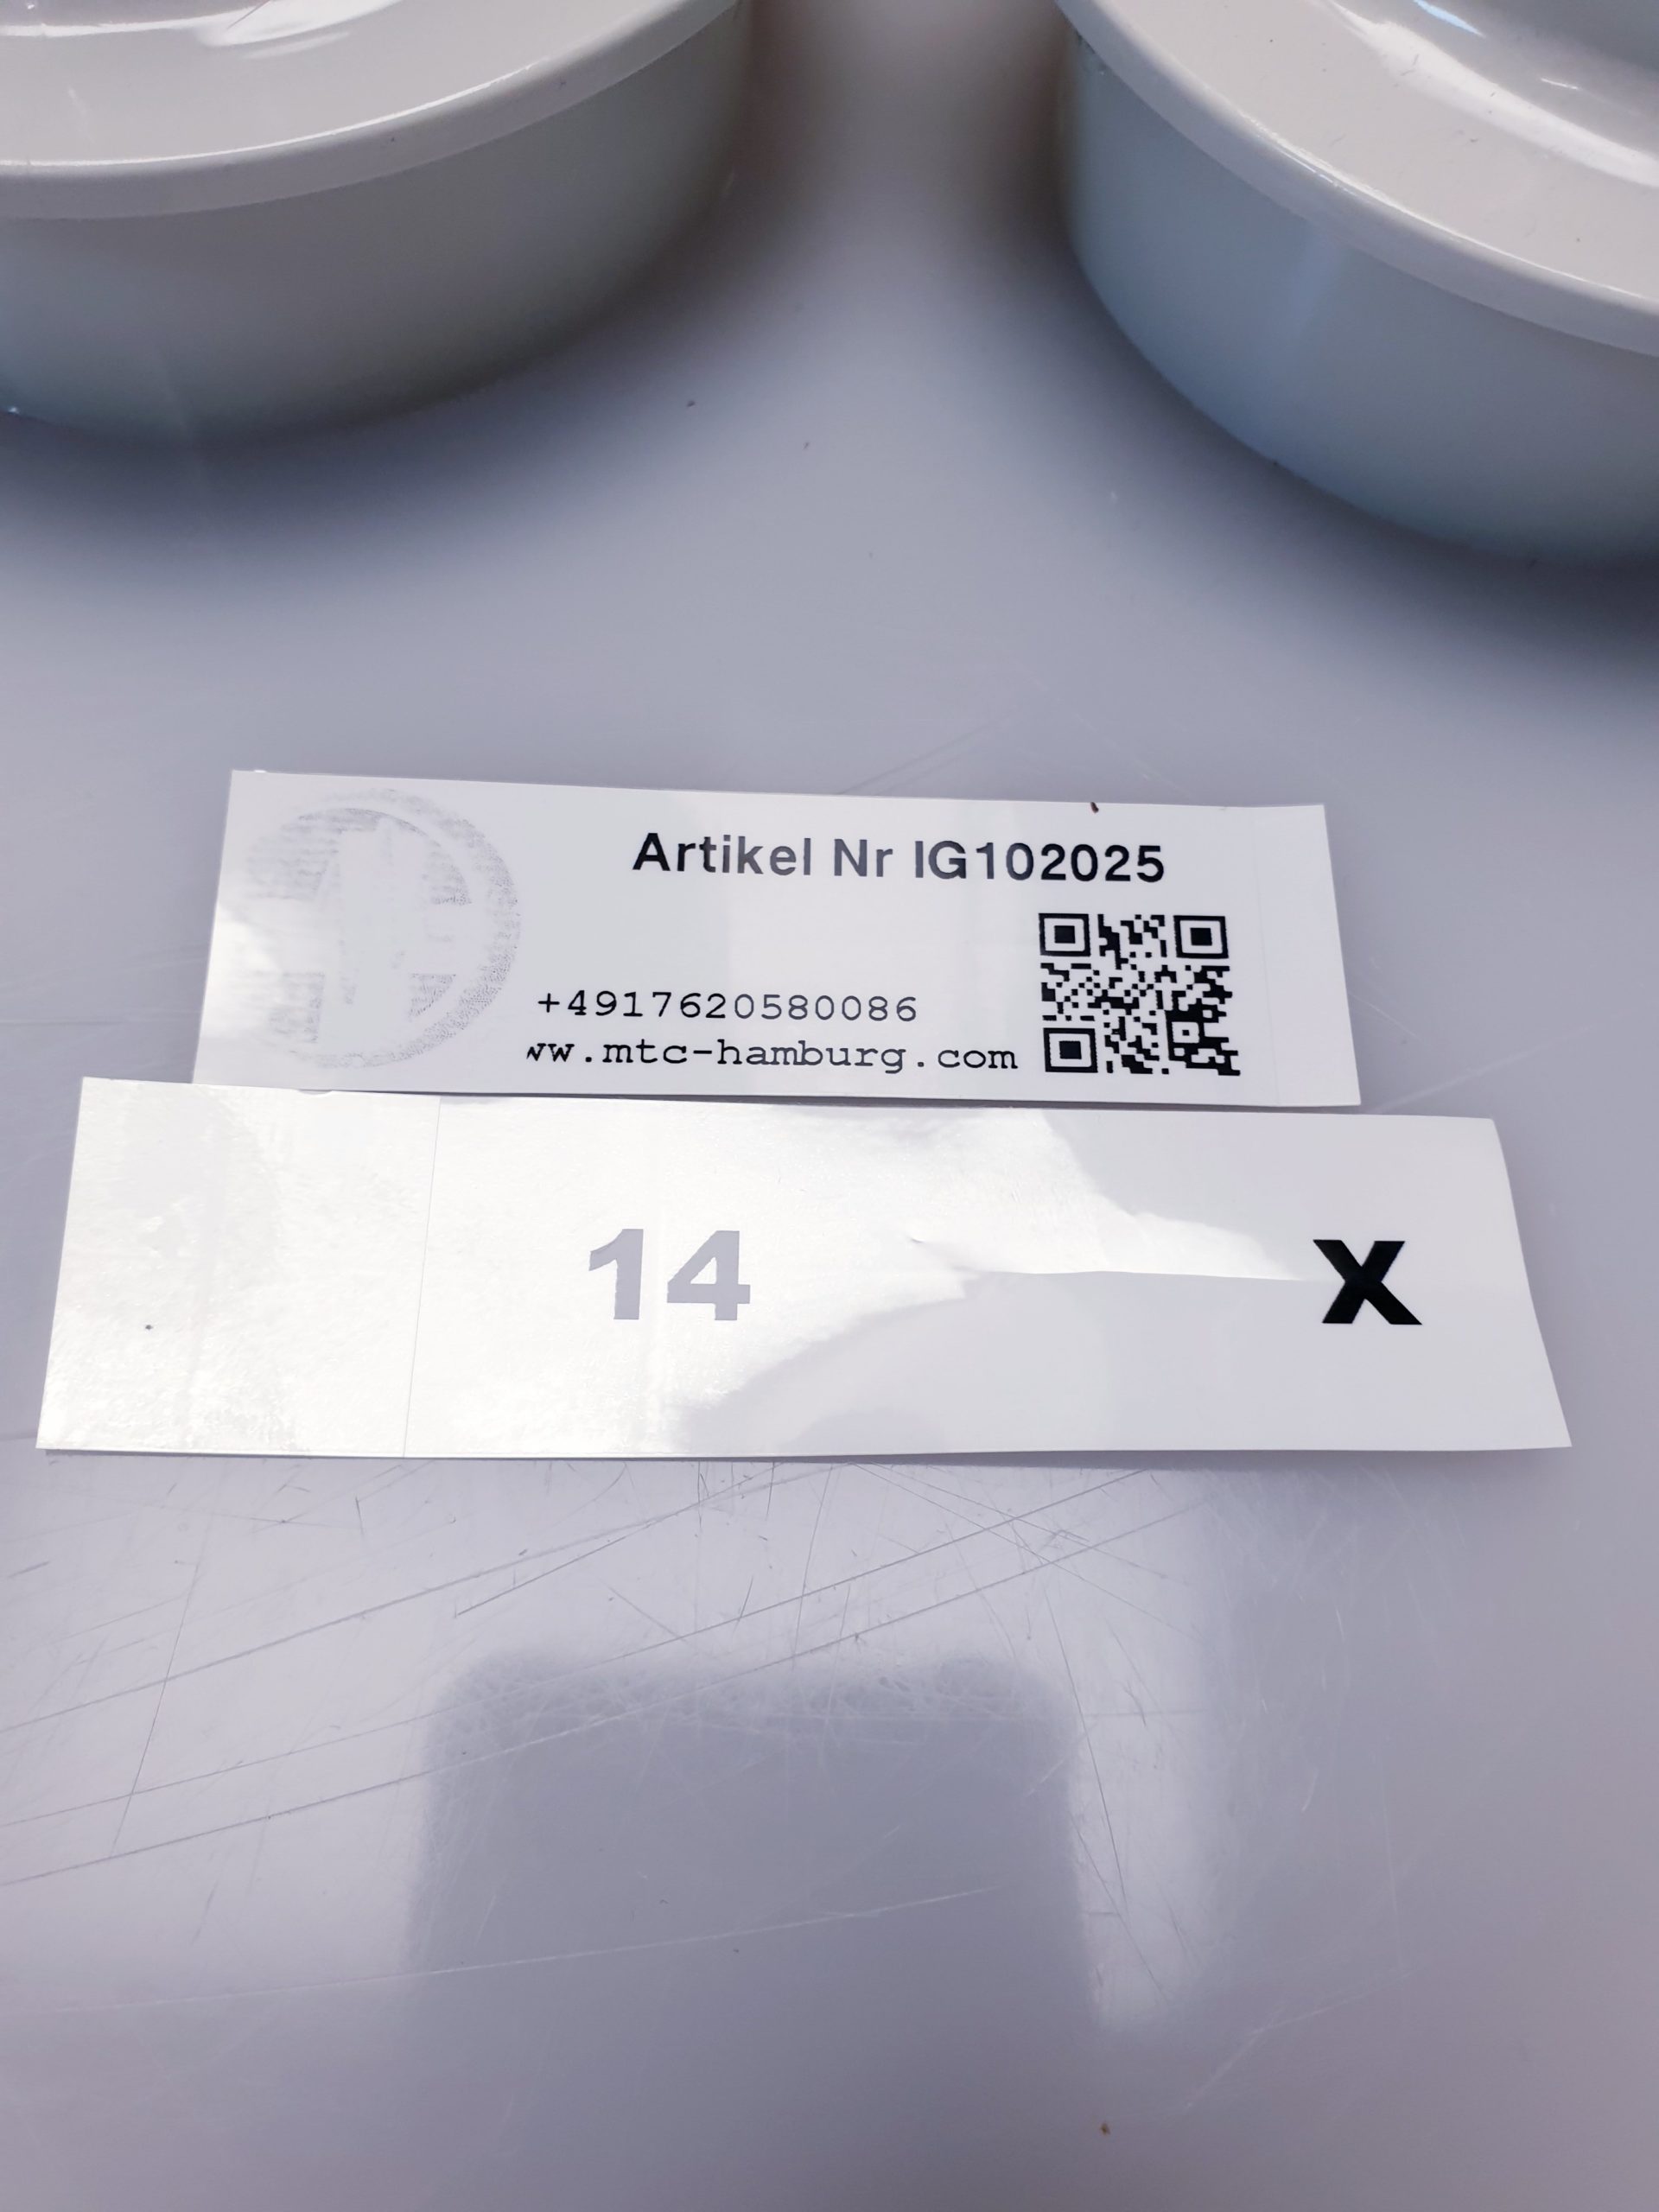 Artikel Nr IG102025
+4917620580086
ww.mtc-hamburg.com
14 X